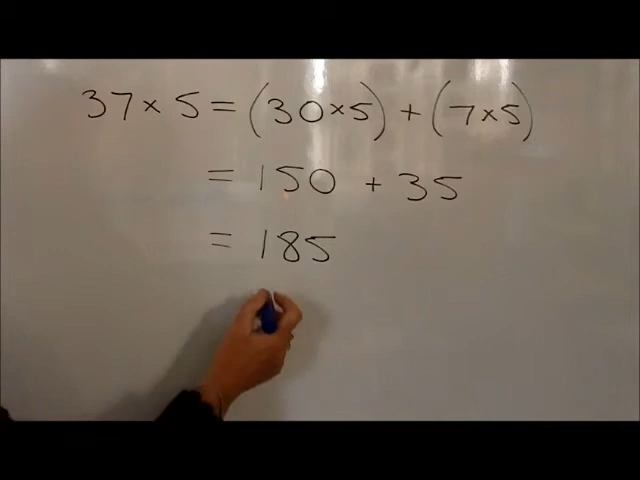 37 × 5 = (30 × 5) + (7 × 5)
= 150 + 35
= 185